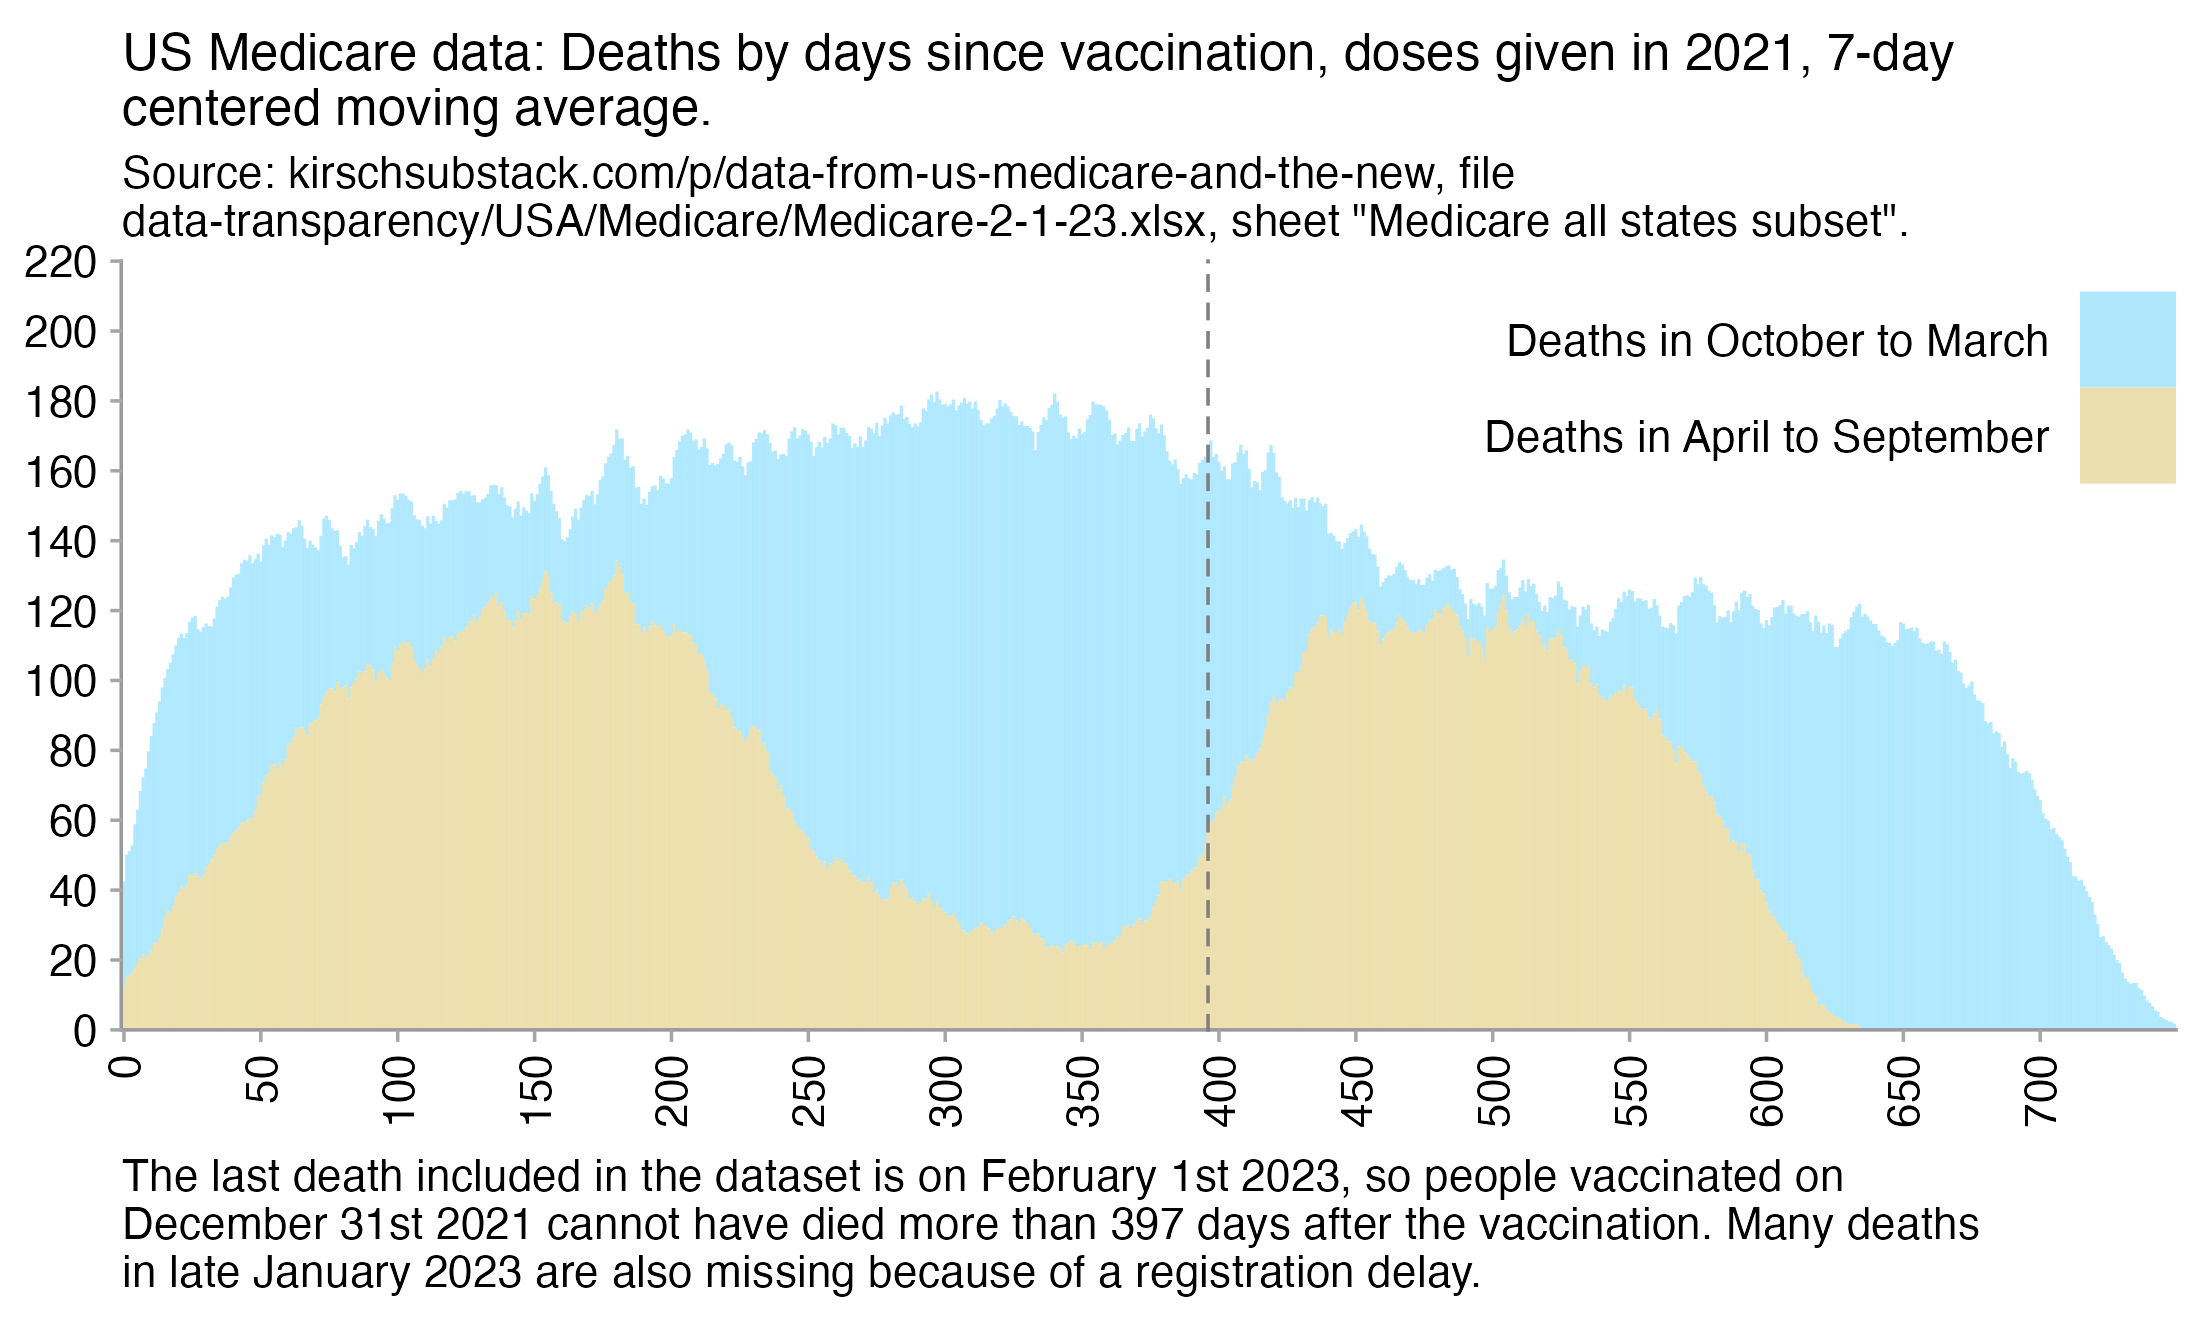 US Medicare data: Deaths by days since vaccination, doses given in 2021, 7-day
centered moving average.
Source: kirschsubstack.com/p/data-from-us-medicare-and-the-new, file
data-transparency/USA/Medicare/Medicare-2-1-23.xlsx, sheet "Medicare all states subset".
220
200
180
160
140
120
100
80
60
40
20
0
Deaths in October to March
Deaths in April to September
0 50 100 150 200 250 300 350 400 450 500 550 600 650 700
The last death included in the dataset is on February 1st 2023, so people vaccinated on
December 31st 2021 cannot have died more than 397 days after the vaccination. Many deaths
in late January 2023 are also missing because of a registration delay.